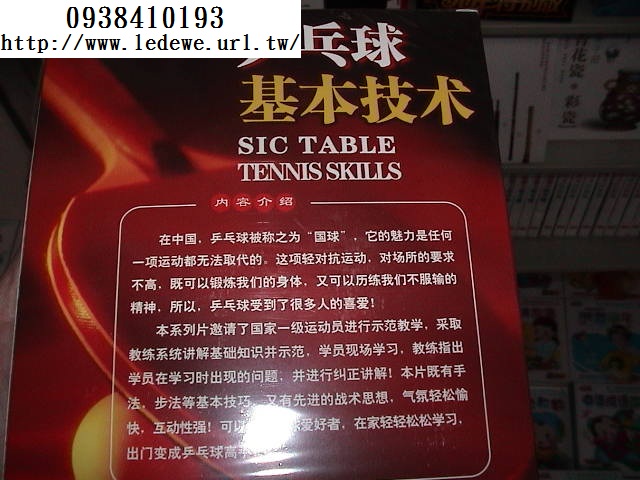 0938410193
http://www.ledewe.url.tw/
乒乓球
基本技术
SIC TABLE
TENNIS SKILLS
内容介绍
在中国，乒乓球被称之为“国球”，它的魅力是任何
一项运动都无法取代的。这项轻对抗运动，对场所的要求
不高，既可以锻炼我们的身体，又可以历练我们不服输的
精神，所以，乒乓球受到了很多人的喜爱！
本系列片邀请了国家一级运动员进行示范教学，采取
教练系统讲解基础知识并示范，学员现场学习，教练指出
学员在学习时出现的问题，并进行纠正讲解！本片既有手
法，步法等基本技巧，又有先进的战术思想，气氛轻松愉
快，互动性强！可以 球爱好者，在家轻轻松松学习，
出门变成乒乓球高手
青花瓷
彩瓷